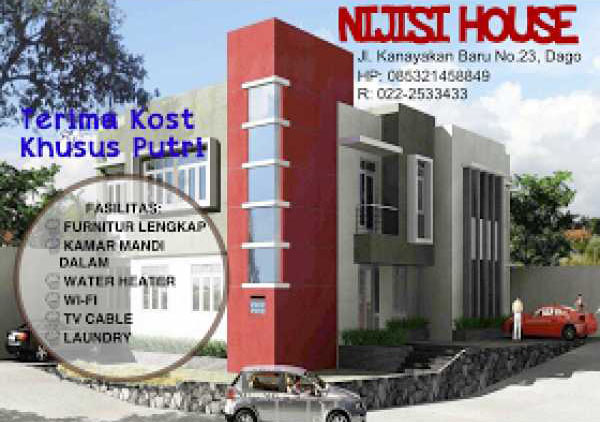 NIJISI HOUSE
Jl. Kanayakan Baru No.23, Dago
HP: 085321458849
R: 022-2533433
Terima Kost
Khusus Putri
FASILITAS:
FURNITUR LENGKAP
KAMAR MANDI
DALAM
WATER HEATER
WI-FI
TV CABLE
LAUNDRY